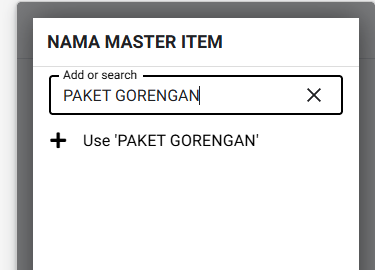 NAMA MASTER ITEM
Add or search
PAKET GORENGAN
Use 'PAKET GORENGAN'